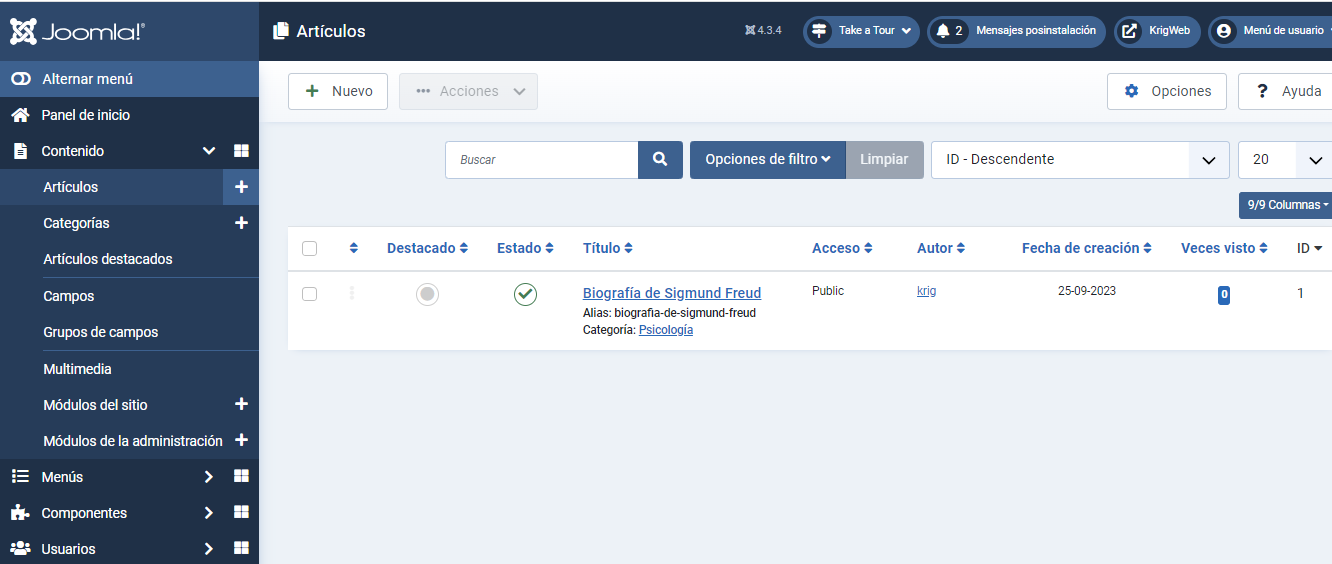 Joomla!®
Artículos
4.3.4
Take a Tour
2 Mensajes posinstalación
KrigWeb
Menú de usuario
Alternar menú
Panel de inicio
Contenido
Artículos
Categorías
Artículos destacados
Campos
Grupos de campos
Multimedia
Módulos del sitio
Módulos de la administración
Menús
Componentes
Usuarios
Nuevo
Acciones
Opciones
? Ayuda
Buscar
Opciones de filtro
Limpiar
ID - Descendente
20
9/9 Columnas
Destacado Estado Título Acceso Autor Fecha de creación Veces visto ID
Biografía de Sigmund Freud Public krig 25-09-2023 0 1
Alias: biografia-de-sigmund-freud
Categoría: Psicología